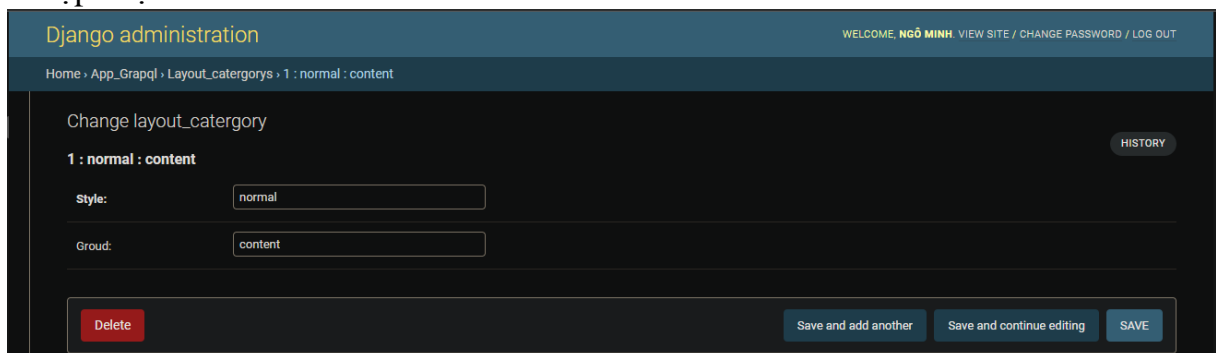 Django administration
WELCOME, NGÔ MINH. VIEW SITE / CHANGE PASSWORD / LOG OUT
Home › App_Grapql › Layout_catergorys › 1 : normal : content
Change layout_catergory
HISTORY
1 : normal : content
Style: normal
Groud: content
Delete
Save and add another
Save and continue editing
SAVE